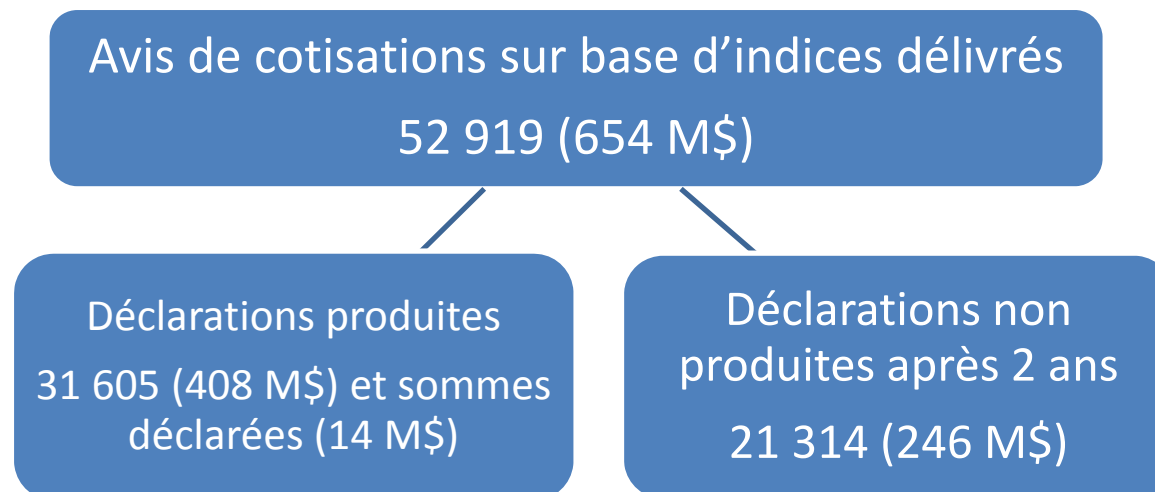 Avis de cotisations sur base d’indices délivrés
52 919 (654 M$)
Déclarations produites
31 605 (408 M$) et sommes
déclarées (14 M$)
Déclarations non
produites après 2 ans
21 314 (246 M$)